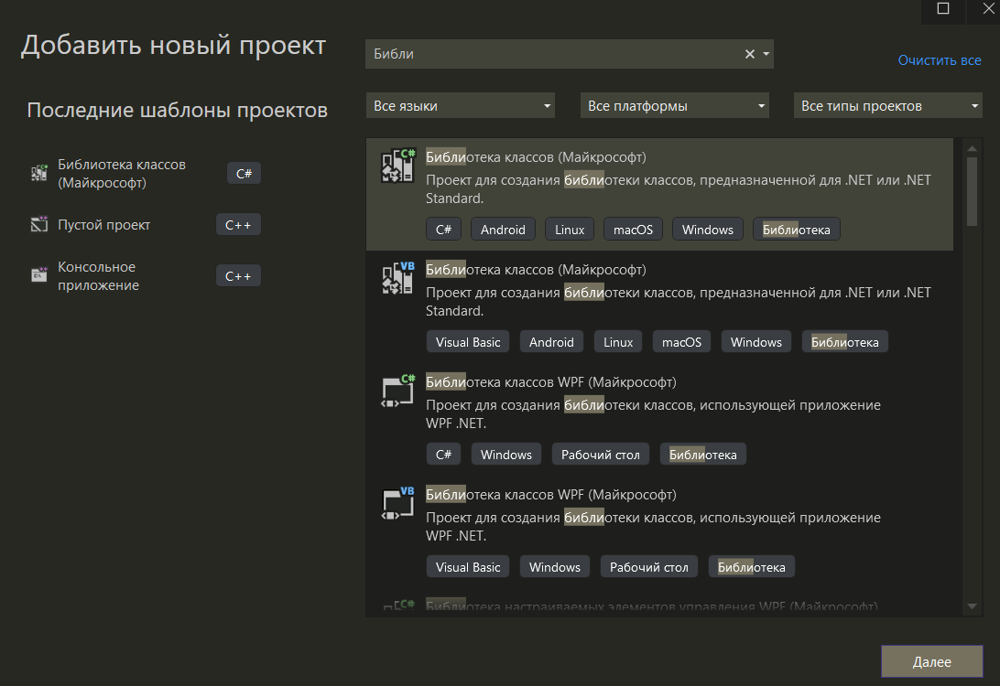 Добавить новый проект
Библи
Очистить все
Последние шаблоны проектов
Все языки
Все платформы
Все типы проектов
Библиотека классов
(Майкрософт)
C#
Пустой проект
C++
Консольное
приложение
C++
C#
Библиотека классов (Майкрософт)
Проект для создания библиотеки классов, предназначенной для .NET или .NET
Standard.
C#
Android
Linux
macOS
Windows
Библиотека
VB
Библиотека классов (Майкрософт)
Проект для создания библиотеки классов, предназначенной для .NET или .NET
Standard.
Visual Basic
Android
Linux
macOS
Windows
Библиотека
C#
Библиотека классов WPF (Майкрософт)
Проект для создания библиотеки классов, использующей приложение
WPF .NET.
C#
Windows
Рабочий стол
Библиотека
VB
Библиотека классов WPF (Майкрософт)
Проект для создания библиотеки классов, использующей приложение
WPF .NET.
Visual Basic
Windows
Рабочий стол
Библиотека
C#
Библиотека настраиваемых элементов управления WPF (Майкрософт)
Далее